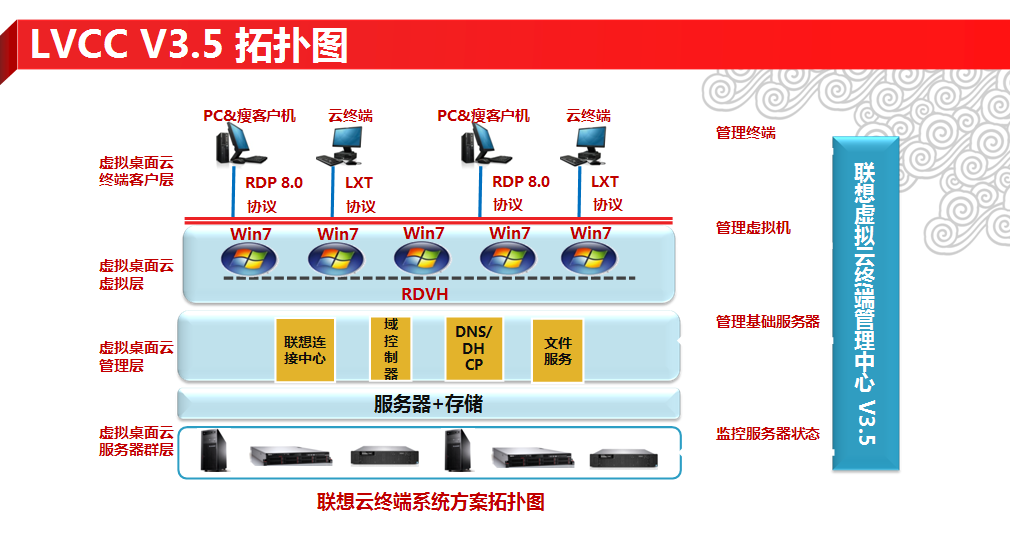 LVCC V3.5 拓扑图
PC&瘦客户机
云终端
PC&瘦客户机
云终端
管理终端
虚拟桌面云
终端客户层
RDP 8.0
协议
LXT
协议
RDP 8.0
协议
LXT
协议
Win7
Win7
Win7
Win7
Win7
管理虚拟机
虚拟桌面云
虚拟层
RDVH
管理基础服务器
虚拟桌面云
管理层
联想连
接中心
域
控
制
器
DNS/
DH
CP
文件
服务
服务器+存储
虚拟桌面云
服务器群层
监控服务器状态
联想虚拟云终端管理中心 V3.5
联想云终端系统方案拓扑图